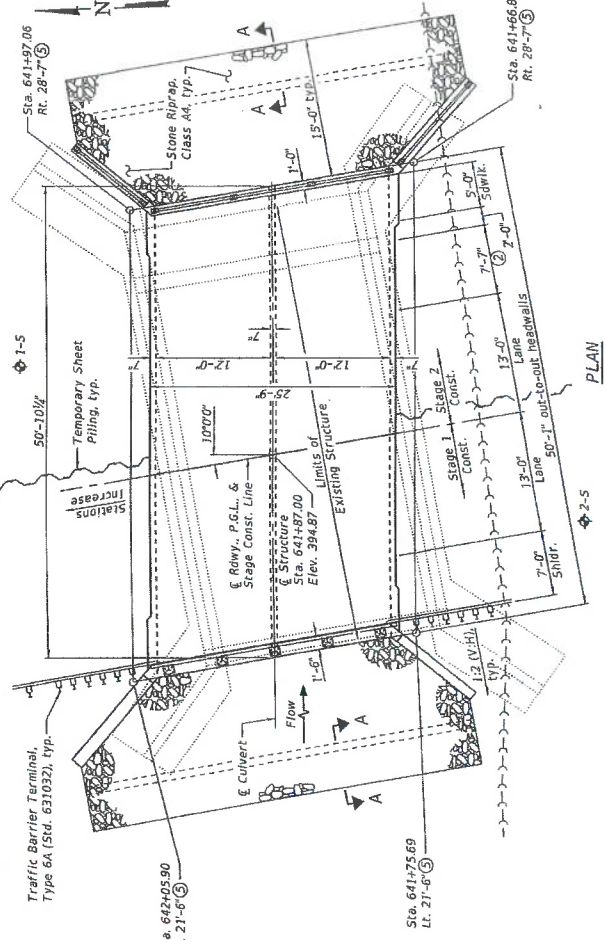 N
Sta. 641+97.06
Rt. 28'-7" ⑤
Sta. 641+66.8
Rt. 28'-7" ⑤
A
A
Stone Riprap,
Class A4, typ.
15'-0" typ.
1'-0"
5'-0"
Sdwlk.
2'-0"
7'-7"
②
1-S
50'-10¼"
Temporary Sheet
Piling, typ.
Stations
Increase
7"
12'-0"
7"
12'-0"
7"
25'-9"
10°0'0"
℄ Rdwy., P.G.L., &
Stage Const. Line
℄ Structure
Sta. 641+87.00
Elev. 394.87
Limits of
Existing Structure
Stage 1
Const.
Stage 2
Const.
13'-0"
Lane
13'-0"
Lane
7'-0"
Shldr.
50'-1" out-to-out headwalls
2-S
PLAN
Traffic Barrier Terminal,
Type 6A (Std. 631032), typ.
1'-6"
℄ Culvert
Flow
A
A
1:2 (V:H)
typ.
a. 642+05.90
. 21'-6" ⑤
Sta. 641+75.69
Lt. 21'-6" ⑤